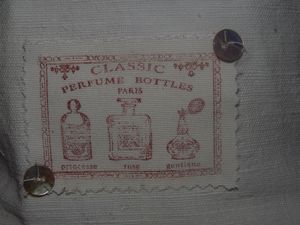 CLASSIC
PERFUME BOTTLES
PARIS
princesse rose gentiane